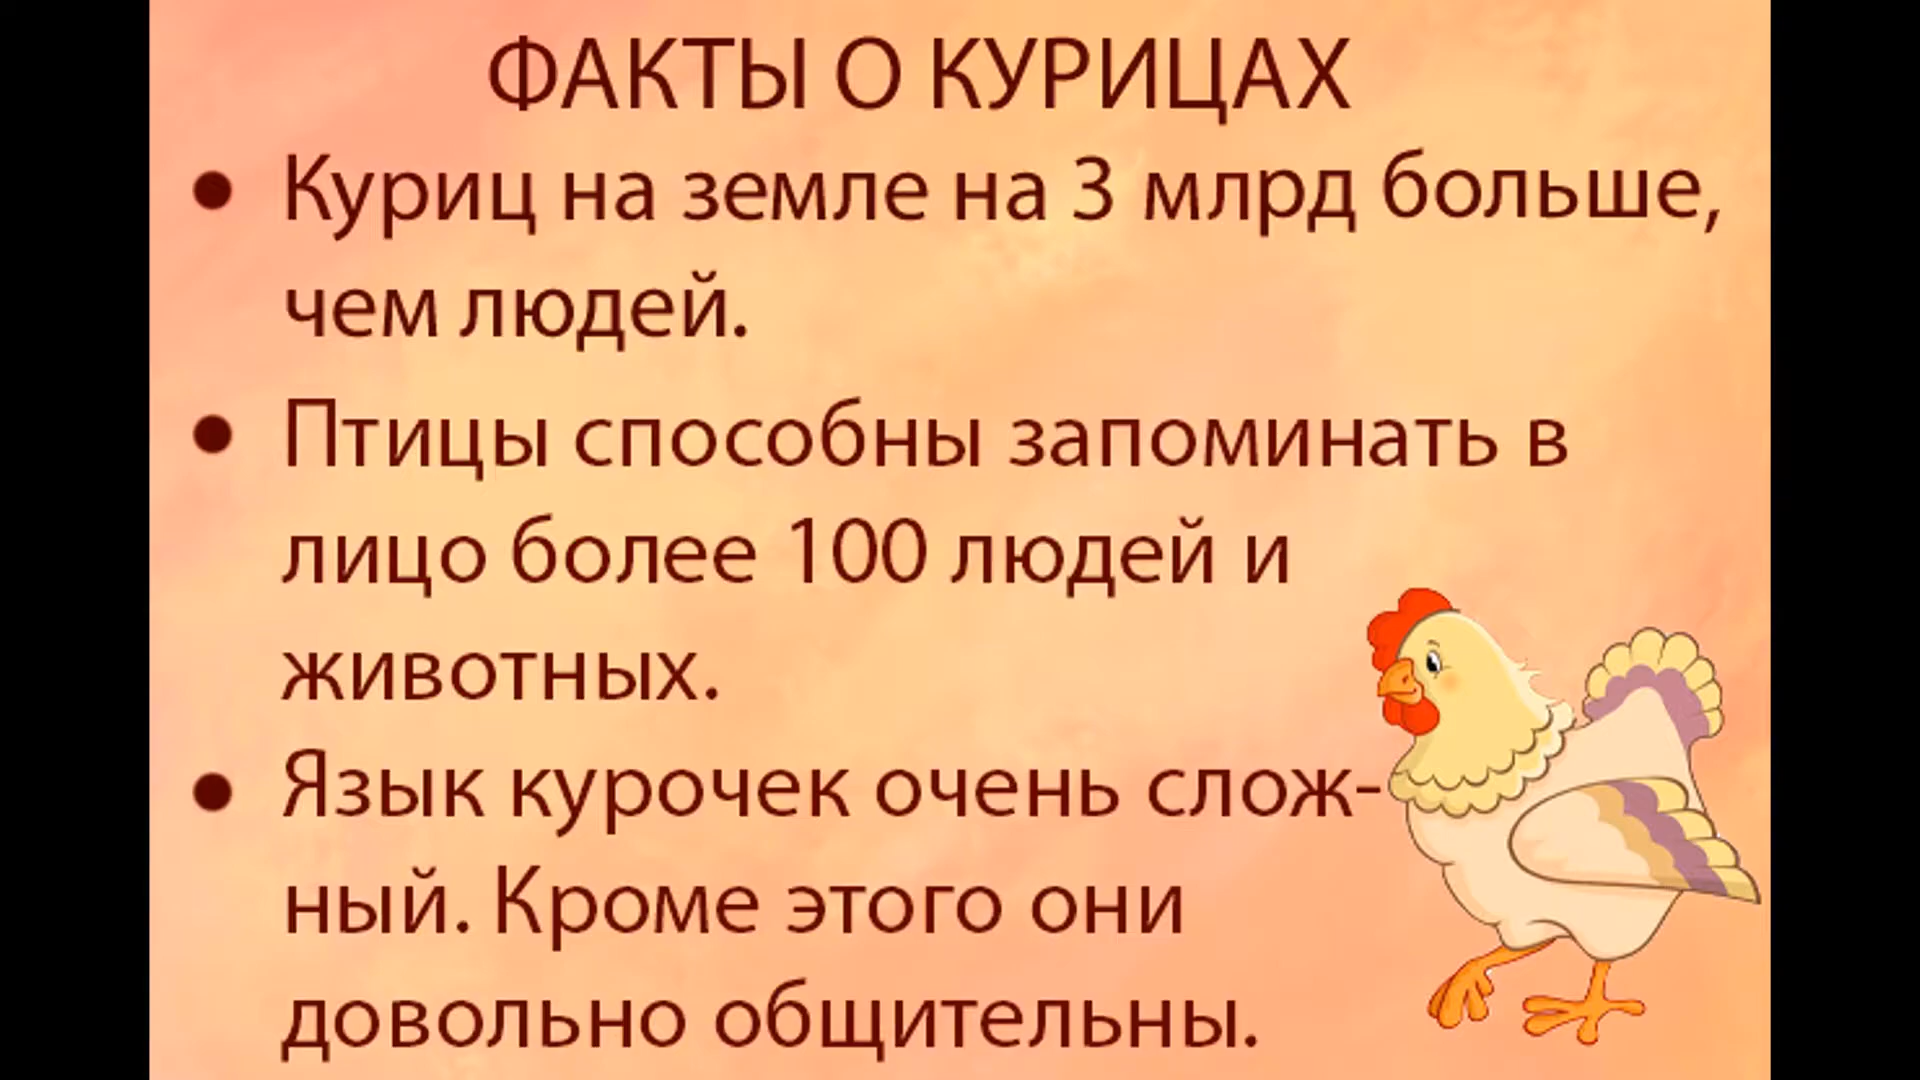 ФАКТЫ О КУРИЦАХ
• Куриц на земле на 3 млрд больше,
чем людей.
• Птицы способны запоминать в
лицо более 100 людей и
животных.
• Язык курочек очень слож-
ный. Кроме этого они
довольно общительны.